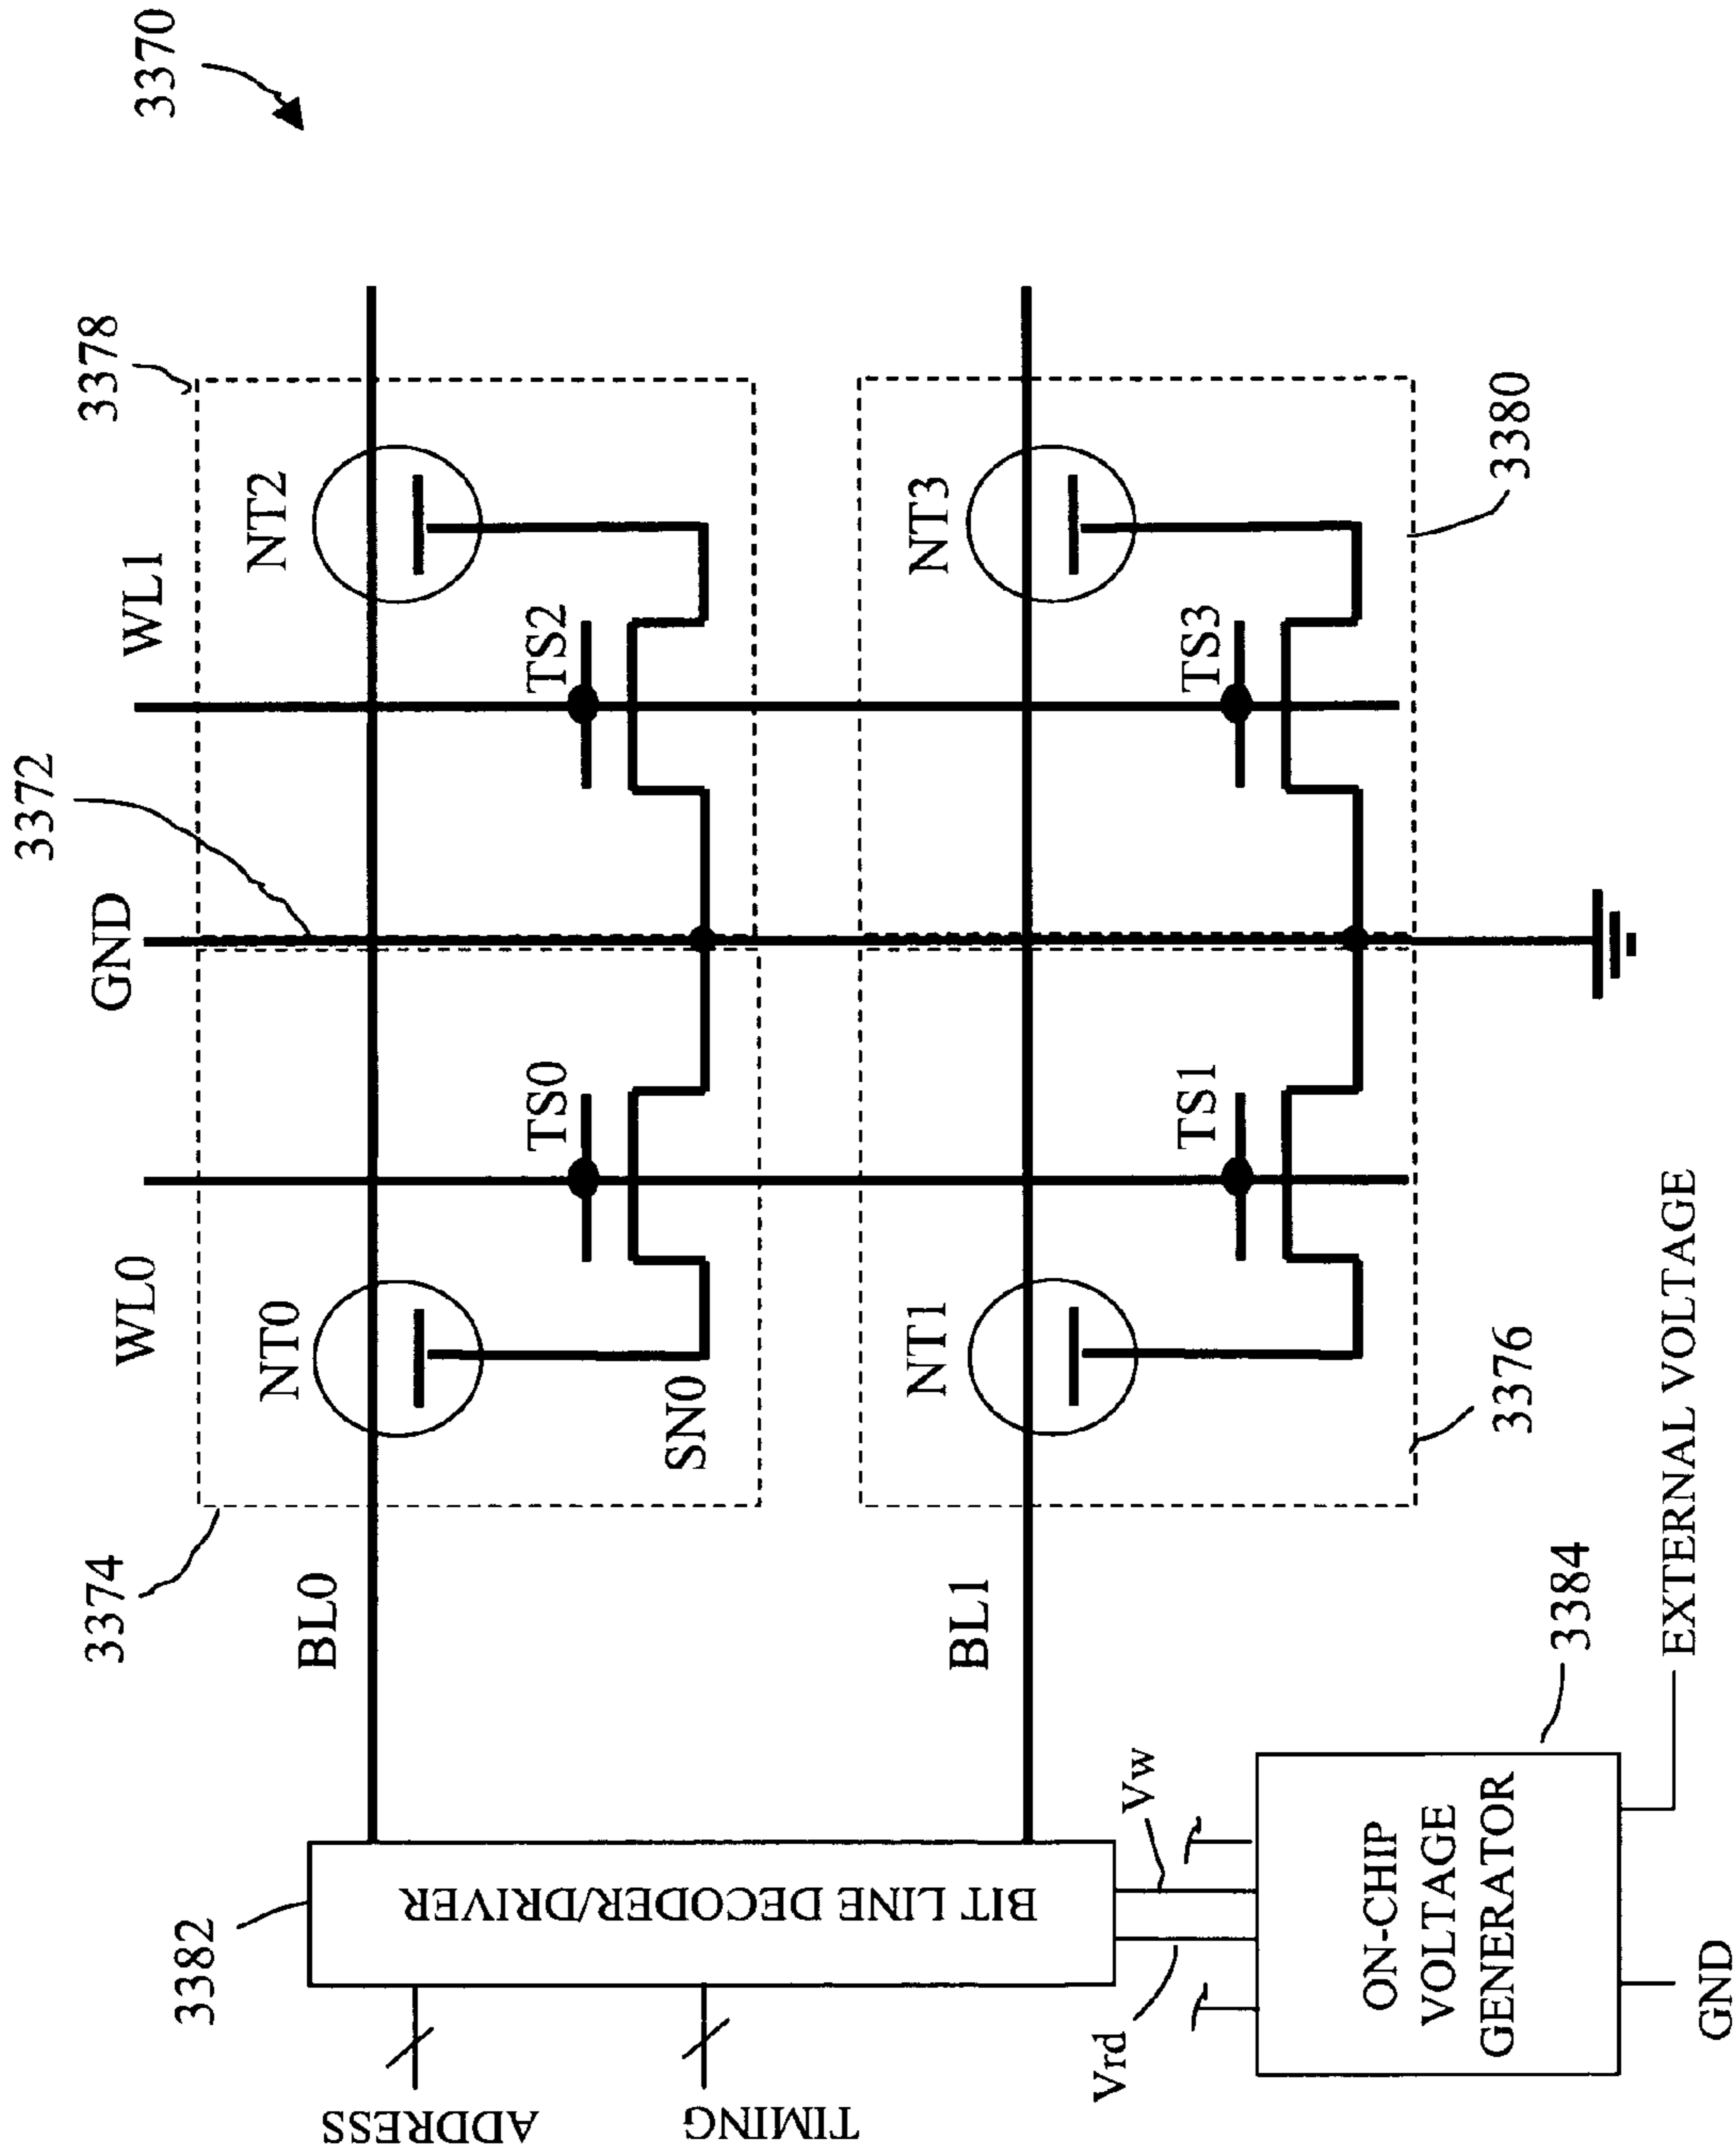 3370
3372
3378
GND
WL1
WL0
NT2
TS2
TS0
NT0
SN0
3374
BL0
NT3
TS3
TS1
NT1
3380
3376
BL1
3382
BIT LINE DECODER/DRIVER
ADDRESS
TIMING
Vw
Vrd
ON-CHIP
VOLTAGE
GENERATOR
3384
EXTERNAL VOLTAGE
GND